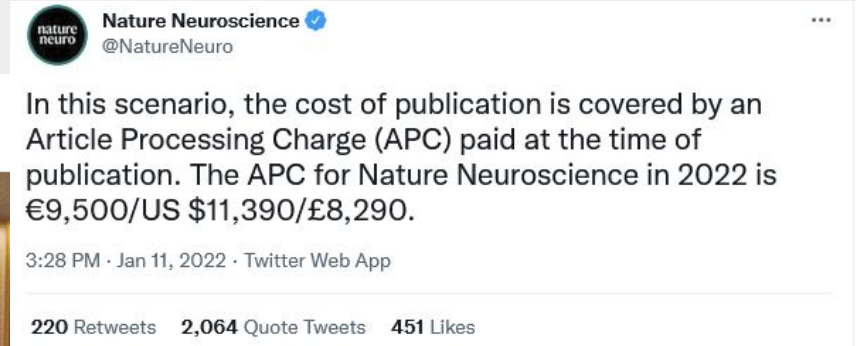 nature
neuro
Nature Neuroscience
@NatureNeuro
In this scenario, the cost of publication is covered by an
Article Processing Charge (APC) paid at the time of
publication. The APC for Nature Neuroscience in 2022 is
€9,500/US $11,390/£8,290.
3:28 PM · Jan 11, 2022 · Twitter Web App
220 Retweets 2,064 Quote Tweets 451 Likes